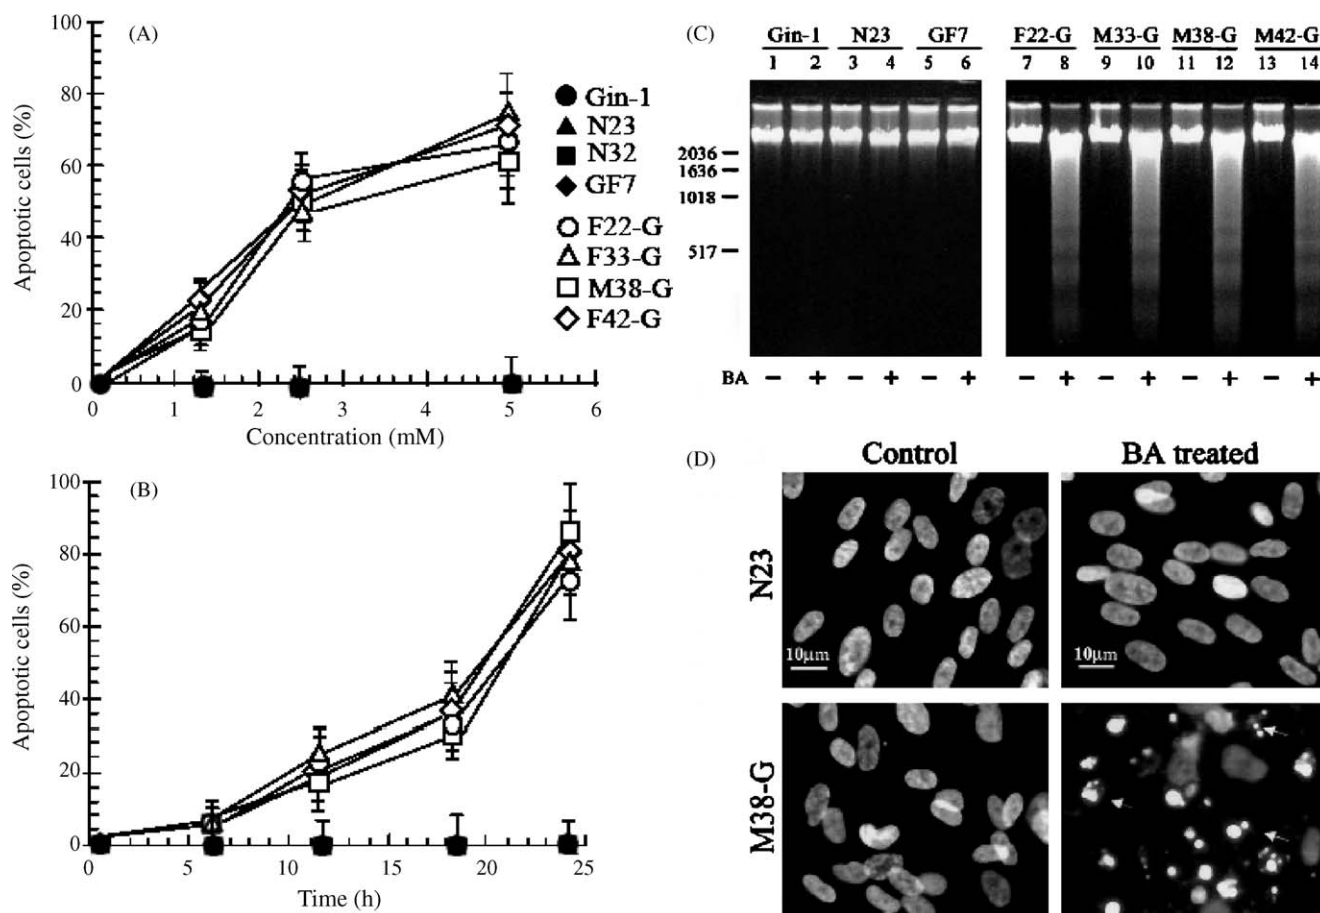 (A)
Apoptotic cells (%)
100
80
60
40
20
0
0 1 2 3 4 5 6
Concentration (mM)
Gin-1
N23
N32
GF7
F22-G
F33-G
M38-G
F42-G
(B)
Apoptotic cells (%)
100
80
60
40
20
0
0 5 10 15 20 25
Time (h)
(C)
Gin-1 N23 GF7 F22-G M33-G M38-G M42-G
1 2 3 4 5 6 7 8 9 10 11 12 13 14
2036
1636
1018
517
BA − + − + − + − + − + − + − +
(D)
Control BA treated
N23
10μm 10μm
M38-G